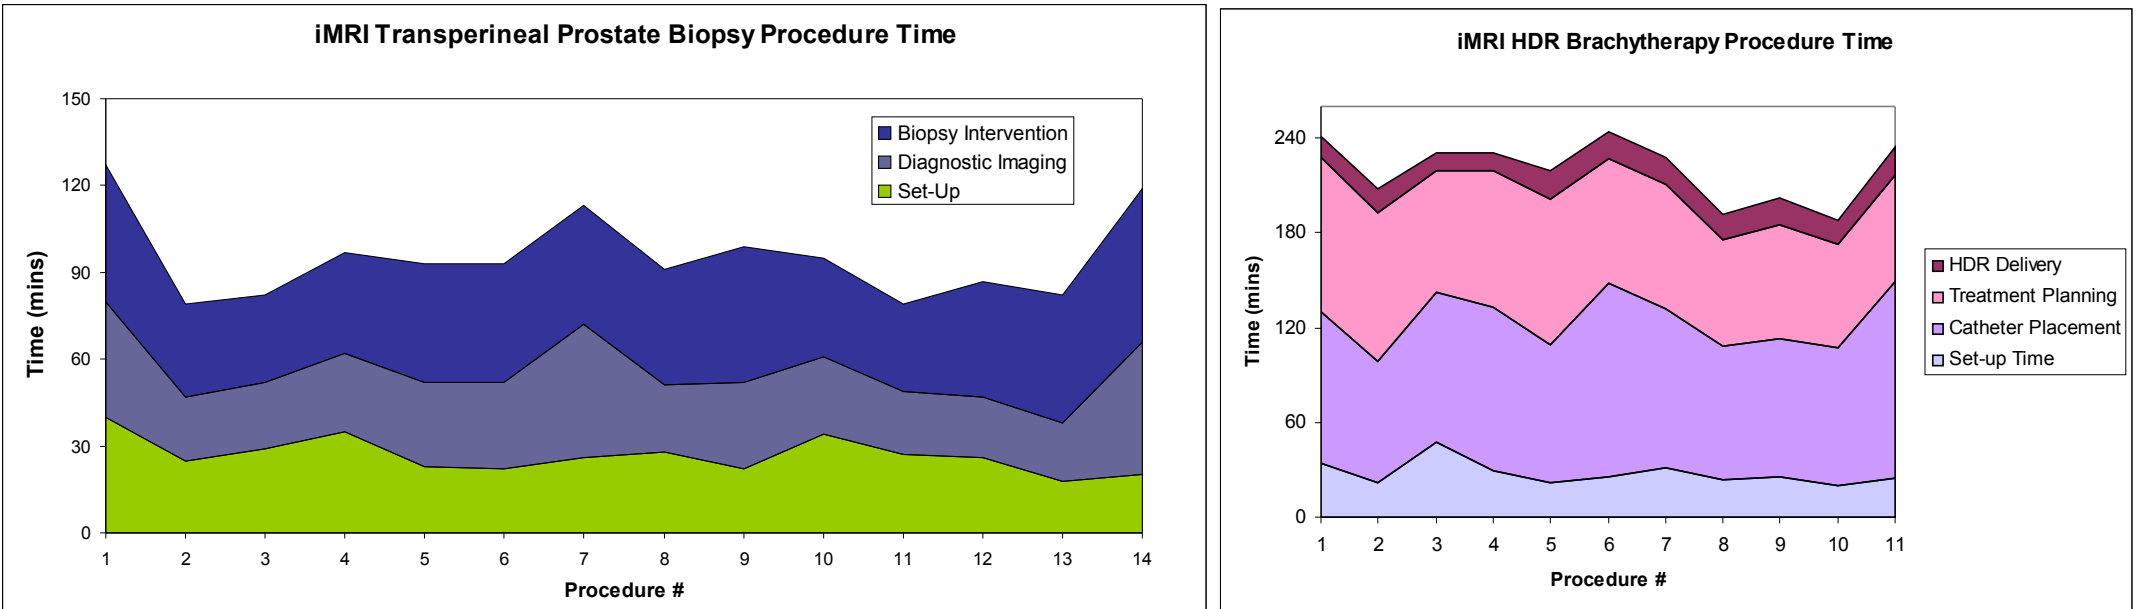 iMRI Transperineal Prostate Biopsy Procedure Time
150
120
90
60
30
0
Time (mins)
Biopsy Intervention
Diagnostic Imaging
Set-Up
1 2 3 4 5 6 7 8 9 10 11 12 13 14
Procedure #
iMRI HDR Brachytherapy Procedure Time
240
180
120
60
0
Time (mins)
HDR Delivery
Treatment Planning
Catheter Placement
Set-up Time
1 2 3 4 5 6 7 8 9 10 11
Procedure #